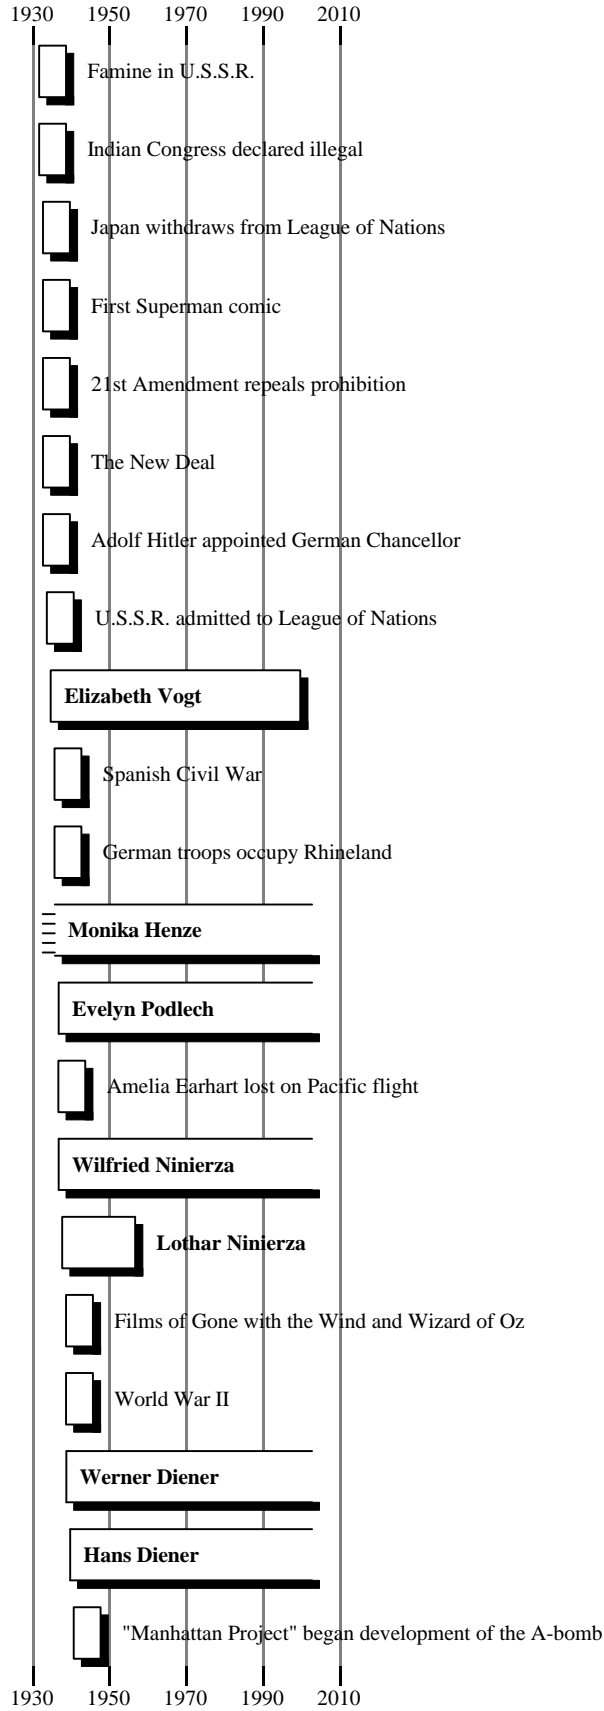 1930 1950 1970 1990 2010
Famine in U.S.S.R.
Indian Congress declared illegal
Japan withdraws from League of Nations
First Superman comic
21st Amendment repeals prohibition
The New Deal
Adolf Hitler appointed German Chancellor
U.S.S.R. admitted to League of Nations
Elizabeth Vogt
Spanish Civil War
German troops occupy Rhineland
Monika Henze
Evelyn Podlech
Amelia Earhart lost on Pacific flight
Wilfried Ninierza
Lothar Ninierza
Films of Gone with the Wind and Wizard of Oz
World War II
Werner Diener
Hans Diener
"Manhattan Project" began development of the A-bomb
1930 1950 1970 1990 2010